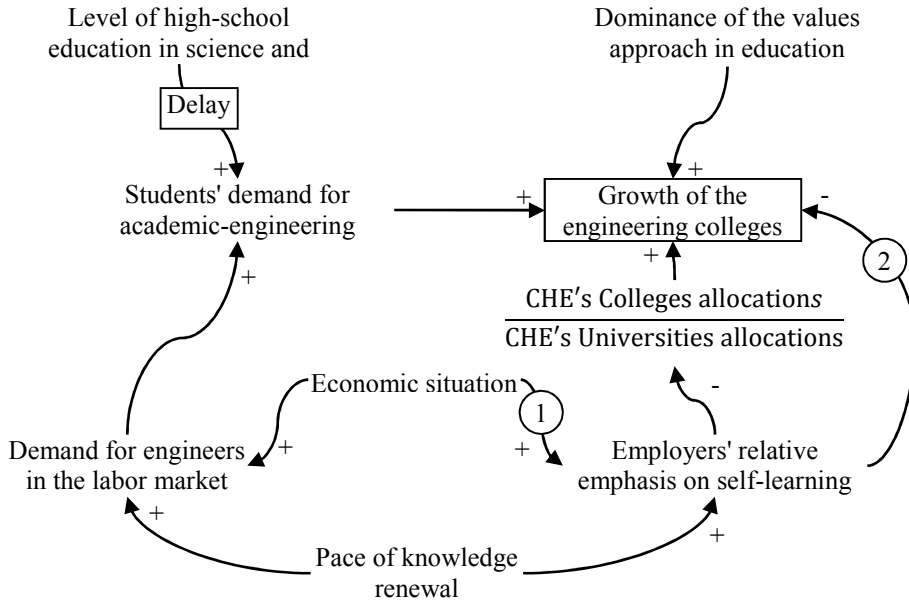 Level of high-school
education in science and
Dominance of the values
approach in education
Delay
+
+
Students' demand for
academic-engineering
+
Growth of the
engineering colleges
-
+
+
2
CHE's Colleges allocations
CHE's Universities allocations
Economic situation
-
1
+
+
Demand for engineers
in the labor market
Employers' relative
emphasis on self-learning
+
+
Pace of knowledge
renewal